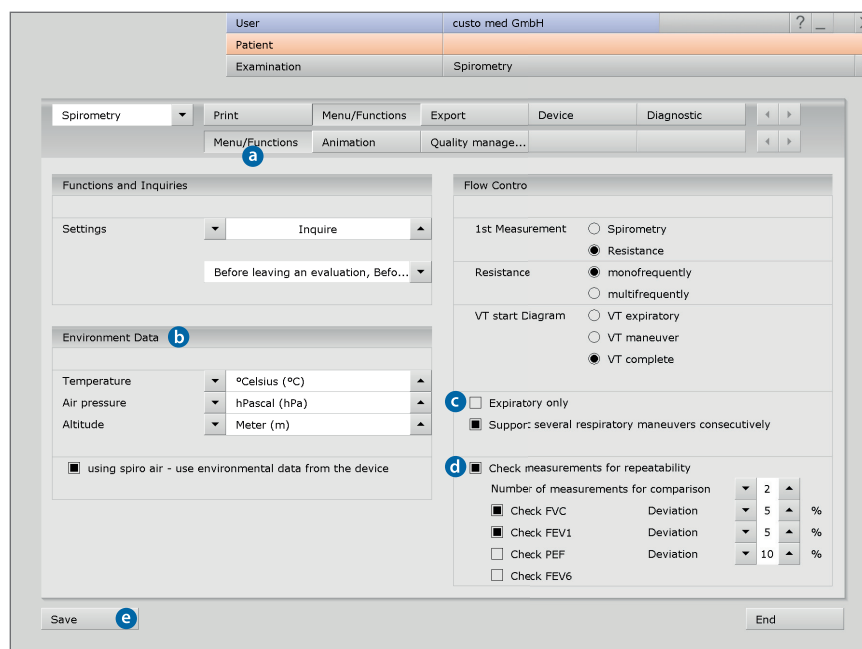 User custo med GmbH ? _
Patient
Examination Spirometry
Spirometry Print Menu/Functions Export Device Diagnostic
Menu/Functions Animation Quality manage...
a
Functions and Inquiries
Settings Inquire
Before leaving an evaluation, Befo...
Environment Data b
Temperature ºCelsius (ºC)
Air pressure hPascal (hPa)
Altitude Meter (m)
using spiro air - use environmental data from the device
Flow Contro
1st Measurement Spirometry
Resistance
Resistance monofrequently
multifrequently
VT start Diagram VT expiratory
VT maneuver
VT complete
c Expiratory only
Support several respiratory maneuvers consecutively
d Check measurements for repeatability
Number of measurements for comparison 2
Check FVC Deviation 5 %
Check FEV1 Deviation 5 %
Check PEF Deviation 10 %
Check FEV6
Save e End